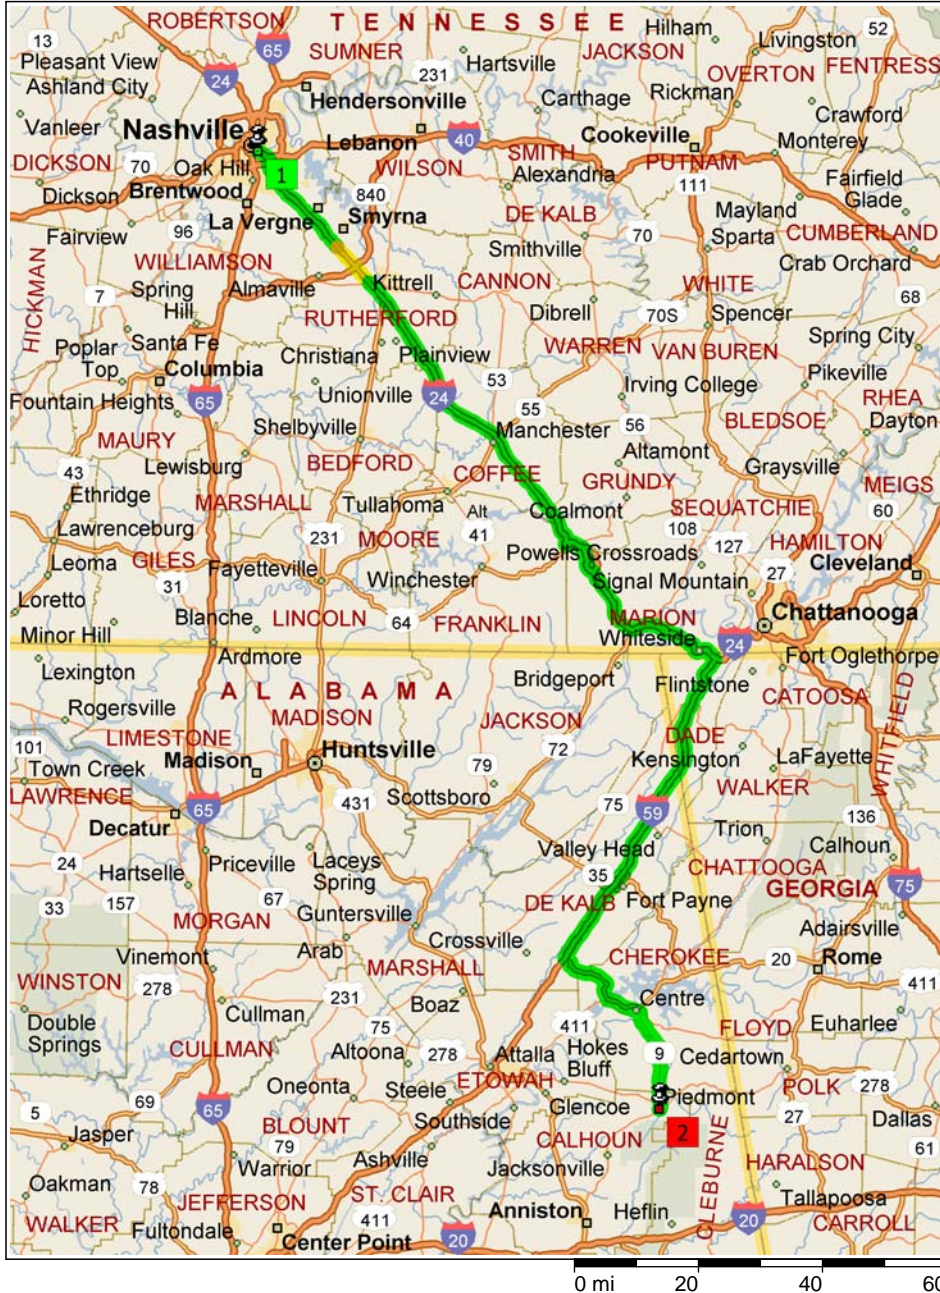 ROBERTSON
T E N N E S S E E
13
65
SUMNER
JACKSON
Hilham
52
Pleasant View
Livingston
24
231
Hartsville
OVERTON
FENTRESS
Ashland City
Hendersonville
Carthage
Rickman
Vanleer
Nashville
Lebanon
40
Cookeville
Crawford
Monterey
DICKSON
70
Oak Hill
1
WILSON
SMITH
PUTNAM
Alexandria
Dickson
Brentwood
840
111
Fairfield
Glade
La Vergne
Smyrna
DE KALB
Mayland
Fairview
96
Smithville
70
Sparta
CUMBERLAND
HICKMAN
WILLIAMSON
Kittrell
CANNON
Crab Orchard
7
Spring
Hill
Almaville
WHITE
68
RUTHERFORD
Dibrell
70S
Spencer
Spring City
Poplar
Top
Santa Fe
Christiana
Plainview
WARREN
VAN BUREN
Columbia
53
Pikeville
Fountain Heights
65
Unionville
24
Irving College
RHEA
55
BLEDSOE
Dayton
MAURY
Shelbyville
Manchester
56
Altamont
Lewisburg
BEDFORD
COFFEE
Graysville
43
Ethridge
MARSHALL
Tullahoma
GRUNDY
MEIGS
Alt
41
Coalmont
SEQUATCHIE
60
Lawrenceburg
231
MOORE
108
127
HAMILTON
Leoma
GILES
31
Fayetteville
Winchester
Powells Crossroads
Signal Mountain
27
Cleveland
Loretto
Blanche
LINCOLN
64
FRANKLIN
MARION
Chattanooga
Minor Hill
Whiteside
24
Lexington
Ardmore
Bridgeport
Flintstone
Fort Oglethorpe
A L A B A M A
CATOOSA
Rogersville
MADISON
JACKSON
WHITFIELD
LIMESTONE
DADE
101
Madison
Huntsville
72
Kensington
LaFayette
Town Creek
79
WALKER
LAWRENCE
65
431
Scottsboro
75
59
136
Decatur
Trion
Calhoun
24
Priceville
Laceys
Spring
Valley Head
CHATTOOGA
Hartselle
35
GEORGIA
75
33
157
67
Guntersville
DE KALB
Fort Payne
MORGAN
Adairsville
Vinemont
Arab
Crossville
CHEROKEE
20
Rome
WINSTON
278
MARSHALL
411
231
Boaz
Centre
Double
Springs
Cullman
75
411
FLOYD
Euharlee
CULLMAN
Altoona
278
Attalla
Hokes
Bluff
9
Cedartown
65
Oneonta
Steele
ETOWAH
POLK
278
5
69
Southside
Glencoe
Piedmont
27
Dallas
Jasper
BLOUNT
79
2
CALHOUN
61
Warrior
Ashville
Jacksonville
CLEBURNE
HARALSON
Oakman
78
JEFFERSON
ST. CLAIR
Tallapoosa
WALKER
Fultondale
411
Anniston
Heflin
20
CARROLL
Center Point
20
0 mi 20 40 60